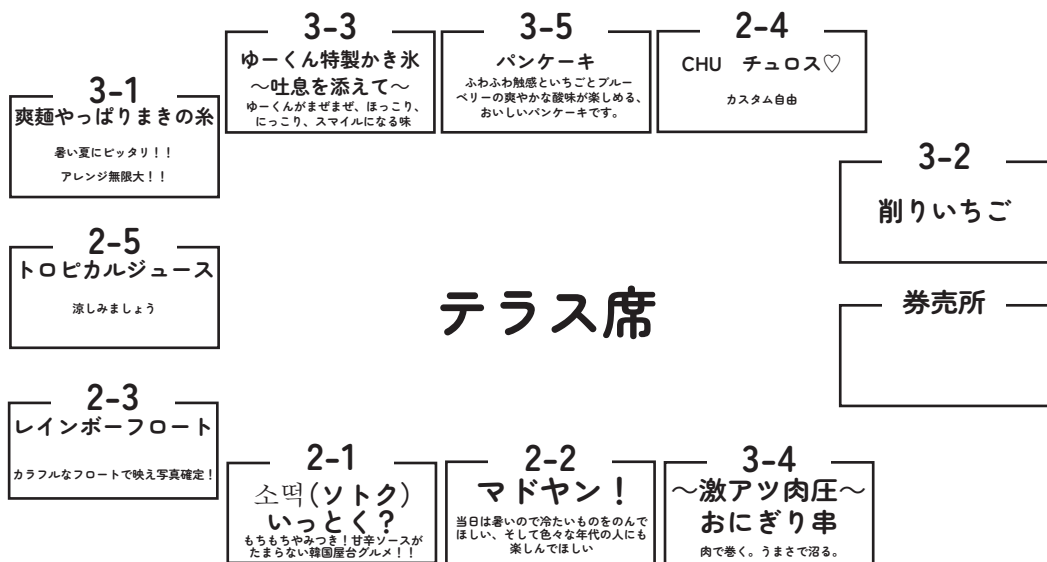 3-3
ゆーくん特製かき氷
〜吐息を添えて〜
ゆーくんがまぜまぜ、ほっこり、
にっこり、スマイルになる味
3-5
パンケーキ
ふわふわ触感といちごとブルー
ベリーの爽やかな酸味が楽しめる、
おいしいパンケーキです。
2-4
CHU　チュロス♡
カスタム自由
3-1
爽麺やっぱりまきの糸
暑い夏にピッタリ！！
アレンジ無限大！！
3-2
削りいちご
2-5
トロピカルジュース
涼しみましょう
テラス席
券売所
2-3
レインボーフロート
カラフルなフロートで映え写真確定！
2-1
소떡(ソトク)
いっとく？
もちもちやみつき！甘辛ソースが
たまらない韓国屋台グルメ！！
2-2
マドヤン！
当日は暑いので冷たいものをのんで
ほしい、そして色々な年代の人にも
楽しんでほしい
3-4
〜激アツ肉圧〜
おにぎり串
肉で巻く。うまさで沼る。